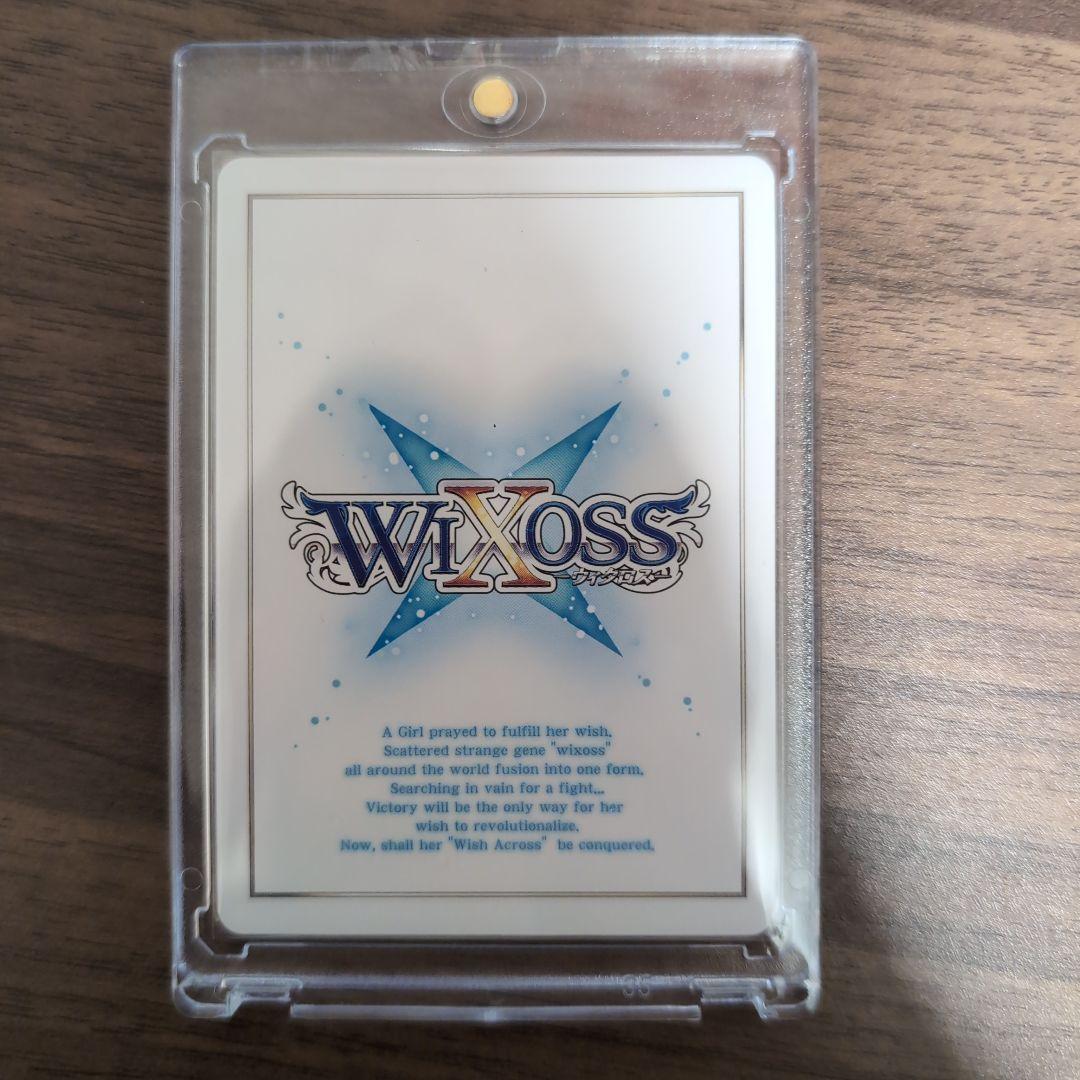 WIXOSS
ウィクロス
A Girl prayed to fulfill her wish.
Scattered strange gene "wixoss"
all around the world fusion into one form.
Searching in vain for a fight...
Victory will be the only way for her
wish to revolutionalize.
Now, shall her "Wish Across" be conquered.